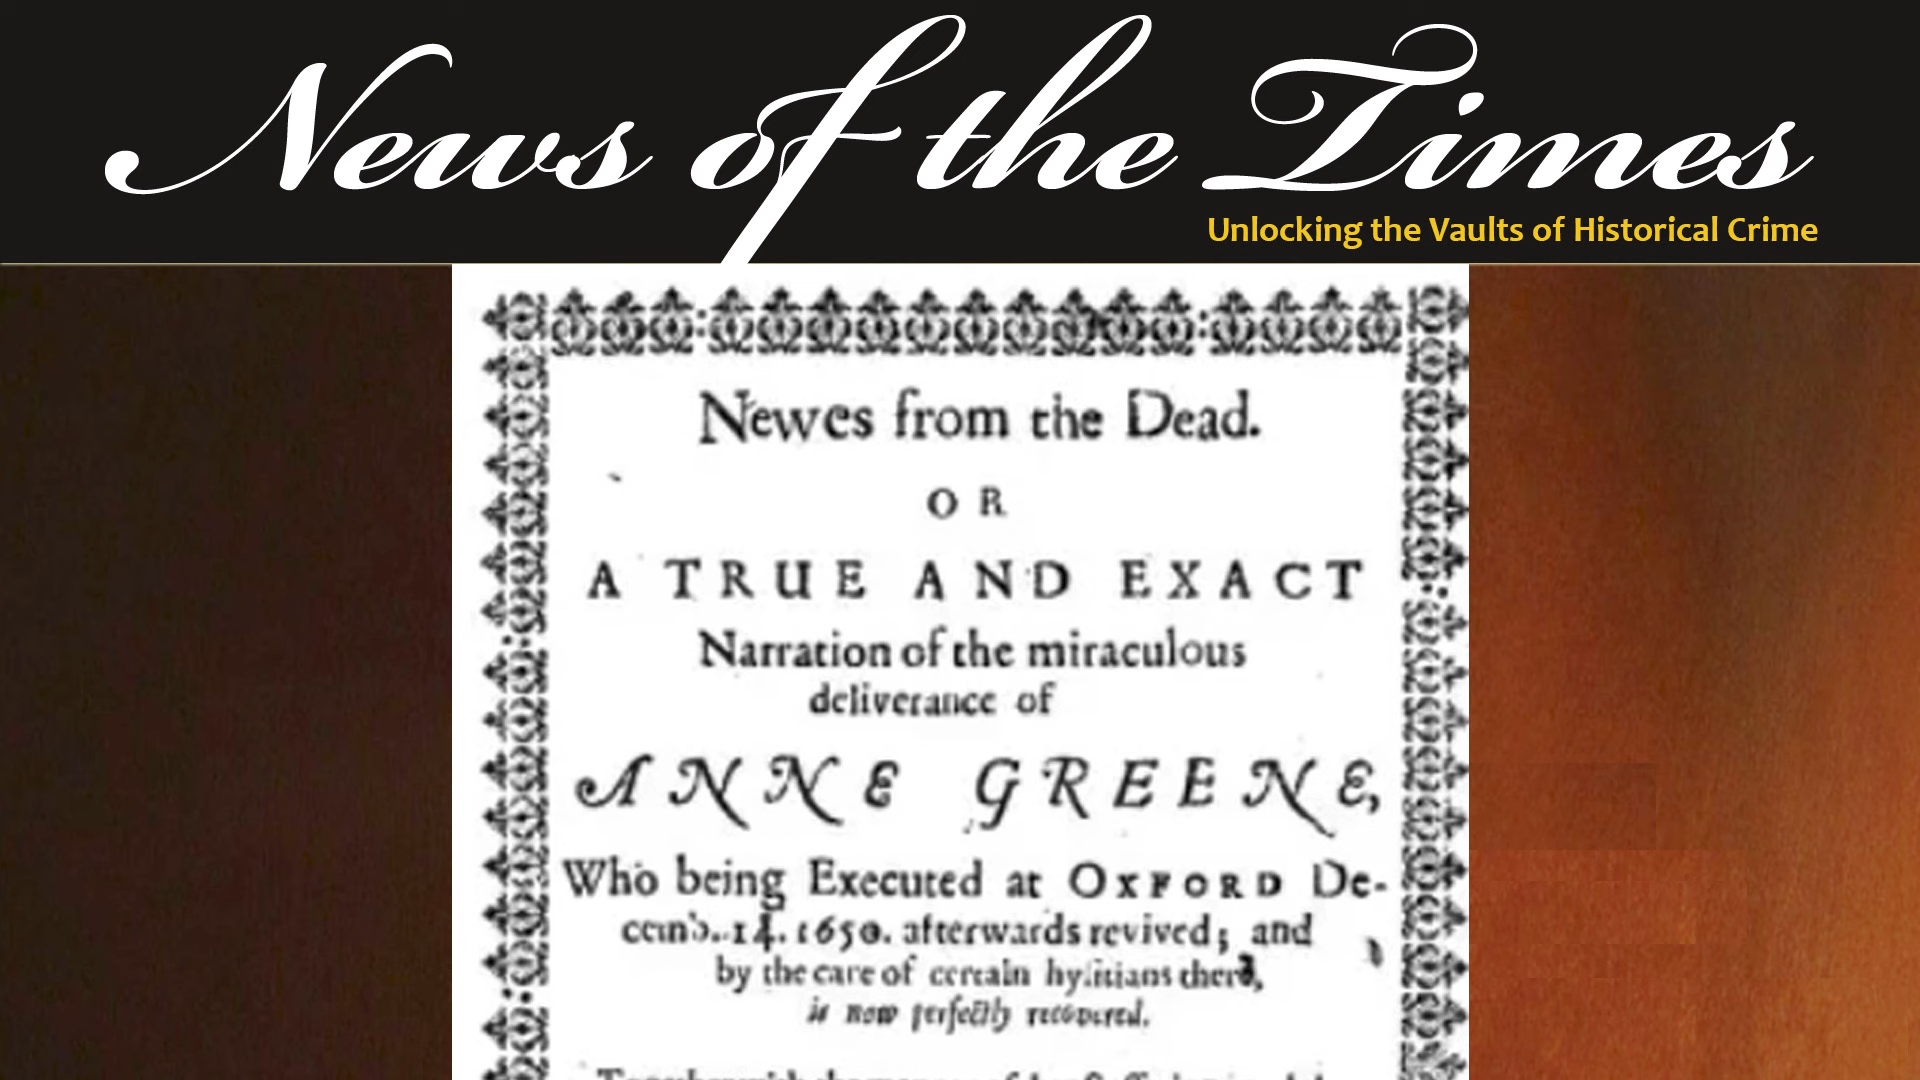 News of the Times
Unlocking the Vaults of Historical Crime
Newes from the Dead.
OR
A TRUE AND EXACT
Narration of the miraculous
deliverance of
ANNE GREENE,
Who being Executed at OXFORD De-
cemb. 14. 1650. afterwards revived; and
by the care of certain hysitians there,
is now perfectly recovered.